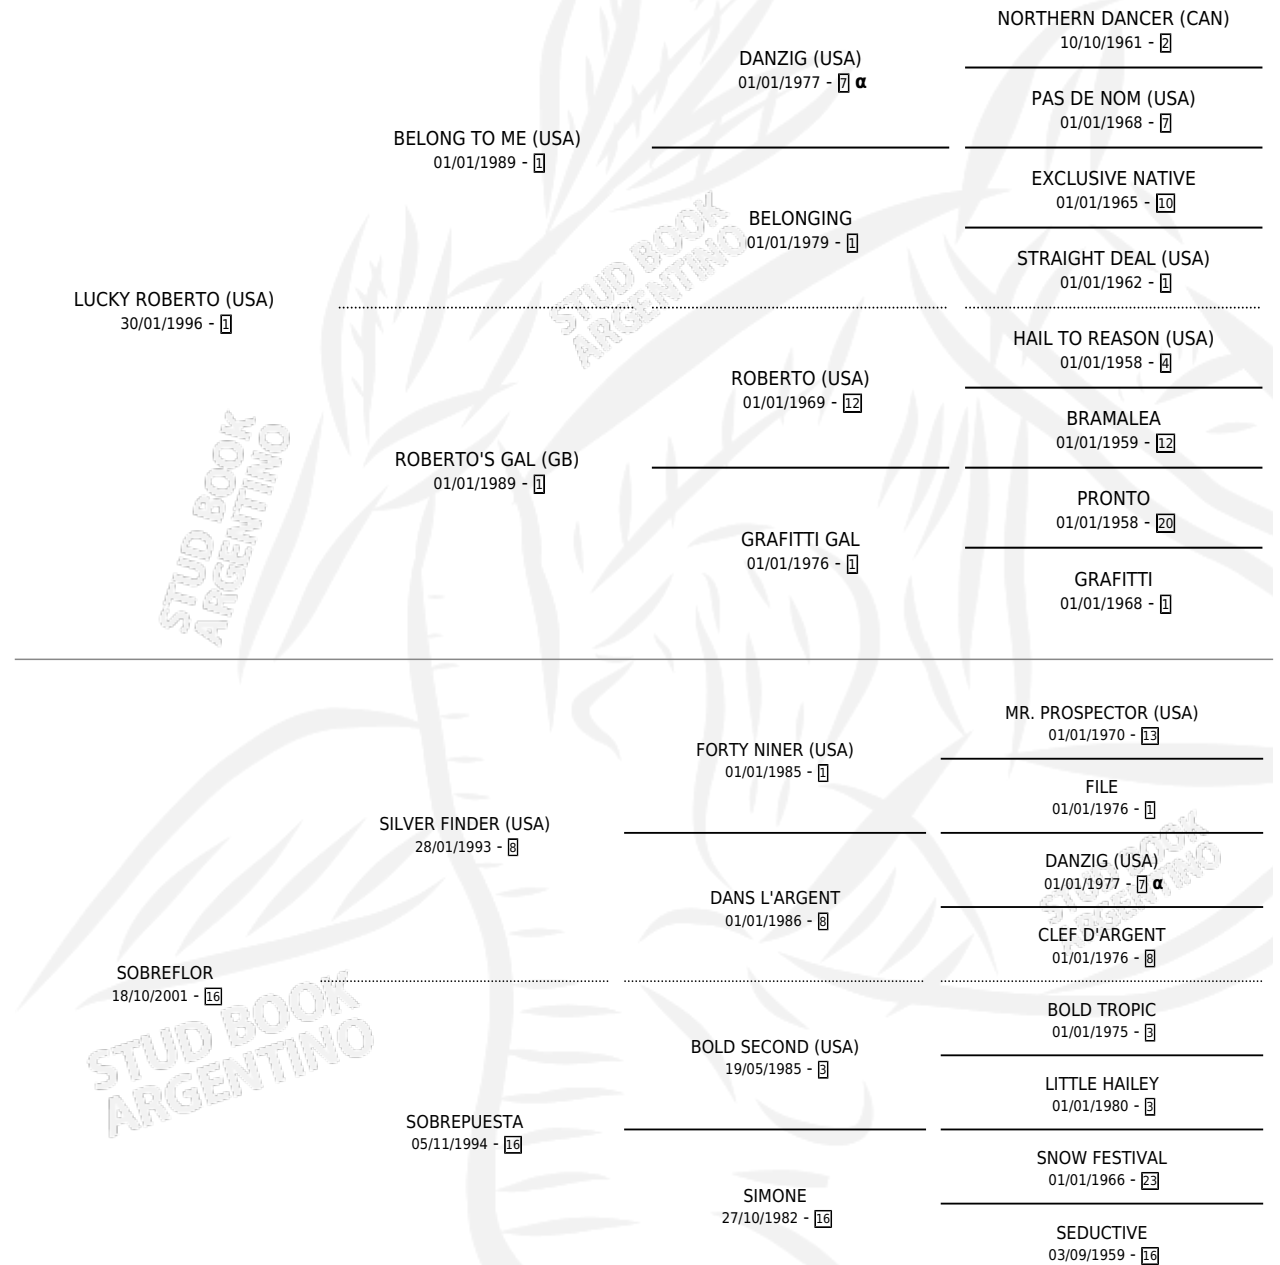 NORTHERN DANCER (CAN)
10/10/1961 - 2
DANZIG (USA)
01/01/1977 - 7 α
PAS DE NOM (USA)
01/01/1968 - 7
BELONG TO ME (USA)
01/01/1989 - 1
EXCLUSIVE NATIVE
01/01/1965 - 10
BELONGING
01/01/1979 - 1
STRAIGHT DEAL (USA)
01/01/1962 - 1
LUCKY ROBERTO (USA)
30/01/1996 - 1
HAIL TO REASON (USA)
01/01/1958 - 4
ROBERTO (USA)
01/01/1969 - 12
BRAMALEA
01/01/1959 - 12
ROBERTO'S GAL (GB)
01/01/1989 - 1
PRONTO
01/01/1958 - 20
GRAFITTI GAL
01/01/1976 - 1
GRAFITTI
01/01/1968 - 1
STUD BOOK
ARGENTINO
STUD BOOK
ARGENTINO
MR. PROSPECTOR (USA)
01/01/1970 - 13
FORTY NINER (USA)
01/01/1985 - 1
FILE
01/01/1976 - 1
SILVER FINDER (USA)
28/01/1993 - 8
DANZIG (USA)
01/01/1977 - 7 α
DANS L'ARGENT
01/01/1986 - 8
CLEF D'ARGENT
01/01/1976 - 8
SOBREFLOR
18/10/2001 - 16
BOLD TROPIC
01/01/1975 - 3
BOLD SECOND (USA)
19/05/1985 - 3
LITTLE HAILEY
01/01/1980 - 3
SOBREPUESTA
05/11/1994 - 16
SNOW FESTIVAL
01/01/1966 - 23
SIMONE
27/10/1982 - 16
SEDUCTIVE
03/09/1959 - 16
STUD BOOK
ARGENTINO
STUD BOOK
ARGENTINO